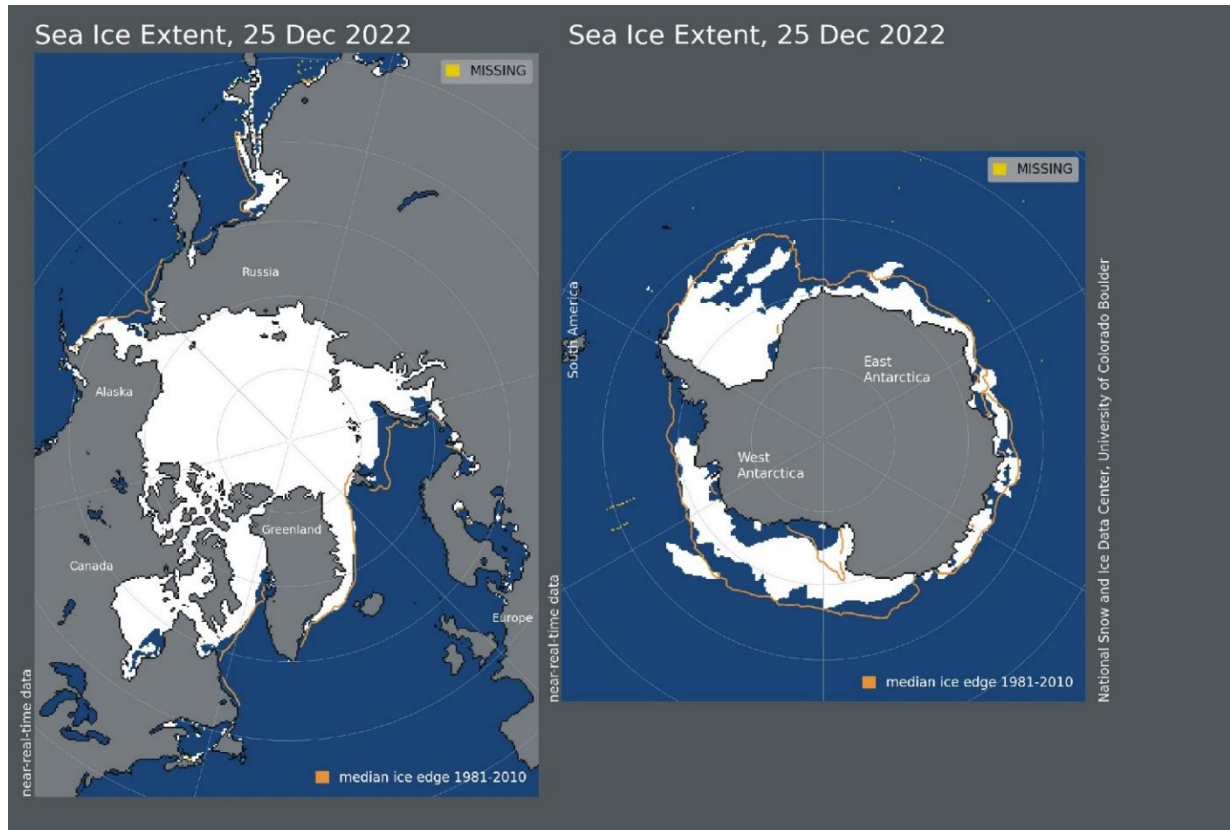 Sea Ice Extent, 25 Dec 2022
MISSING
Russia
Alaska
Greenland
Canada
Europe
near-real-time data
median ice edge 1981-2010
Sea Ice Extent, 25 Dec 2022
MISSING
South America
East
Antarctica
West
Antarctica
near-real-time data
median ice edge 1981-2010
National Snow and Ice Data Center, University of Colorado Boulder